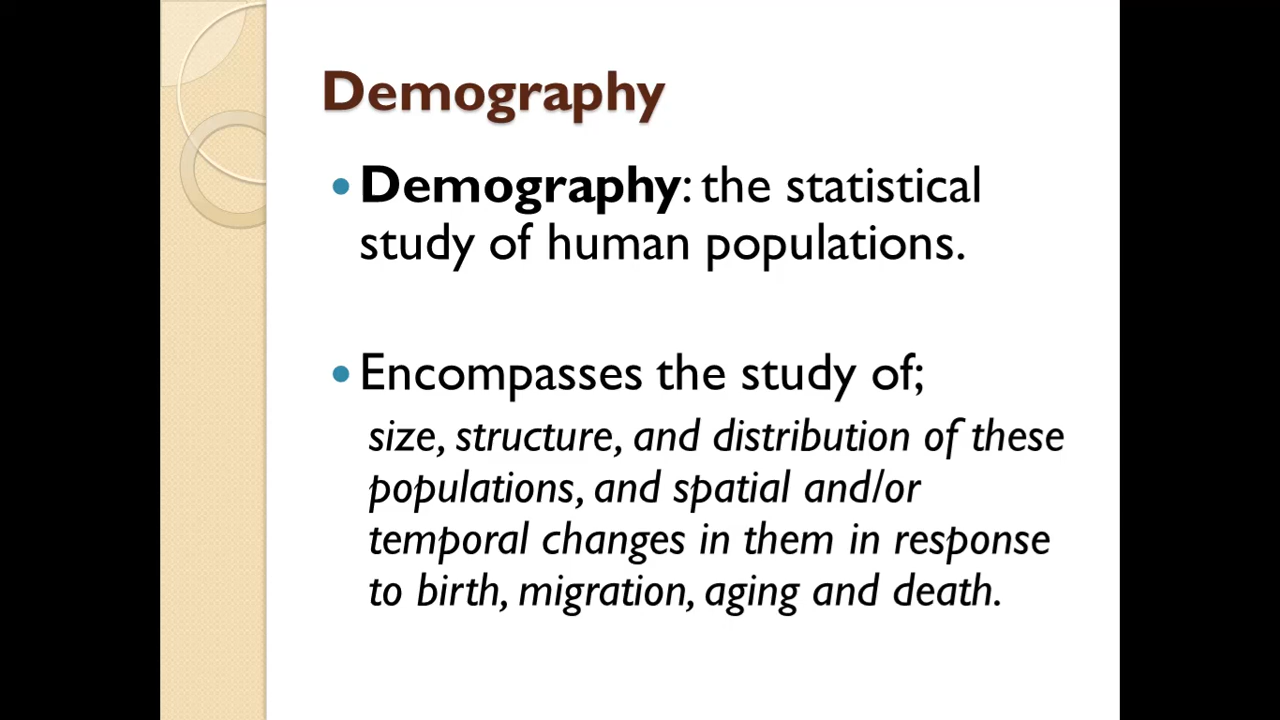 Demography
• Demography: the statistical
study of human populations.
• Encompasses the study of;
size, structure, and distribution of these
populations, and spatial and/or
temporal changes in them in response
to birth, migration, aging and death.